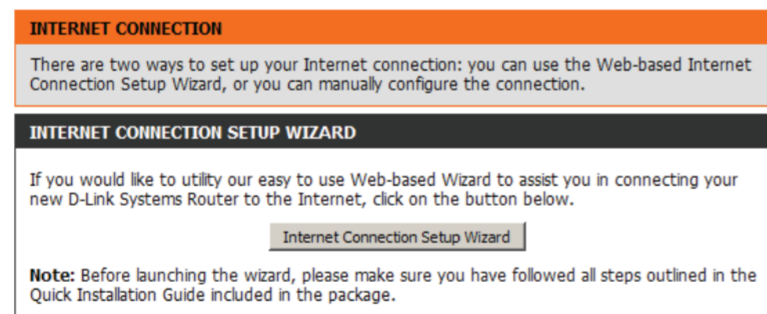 INTERNET CONNECTION
There are two ways to set up your Internet connection: you can use the Web-based Internet
Connection Setup Wizard, or you can manually configure the connection.
INTERNET CONNECTION SETUP WIZARD
If you would like to utility our easy to use Web-based Wizard to assist you in connecting your
new D-Link Systems Router to the Internet, click on the button below.
Internet Connection Setup Wizard
Note: Before launching the wizard, please make sure you have followed all steps outlined in the
Quick Installation Guide included in the package.